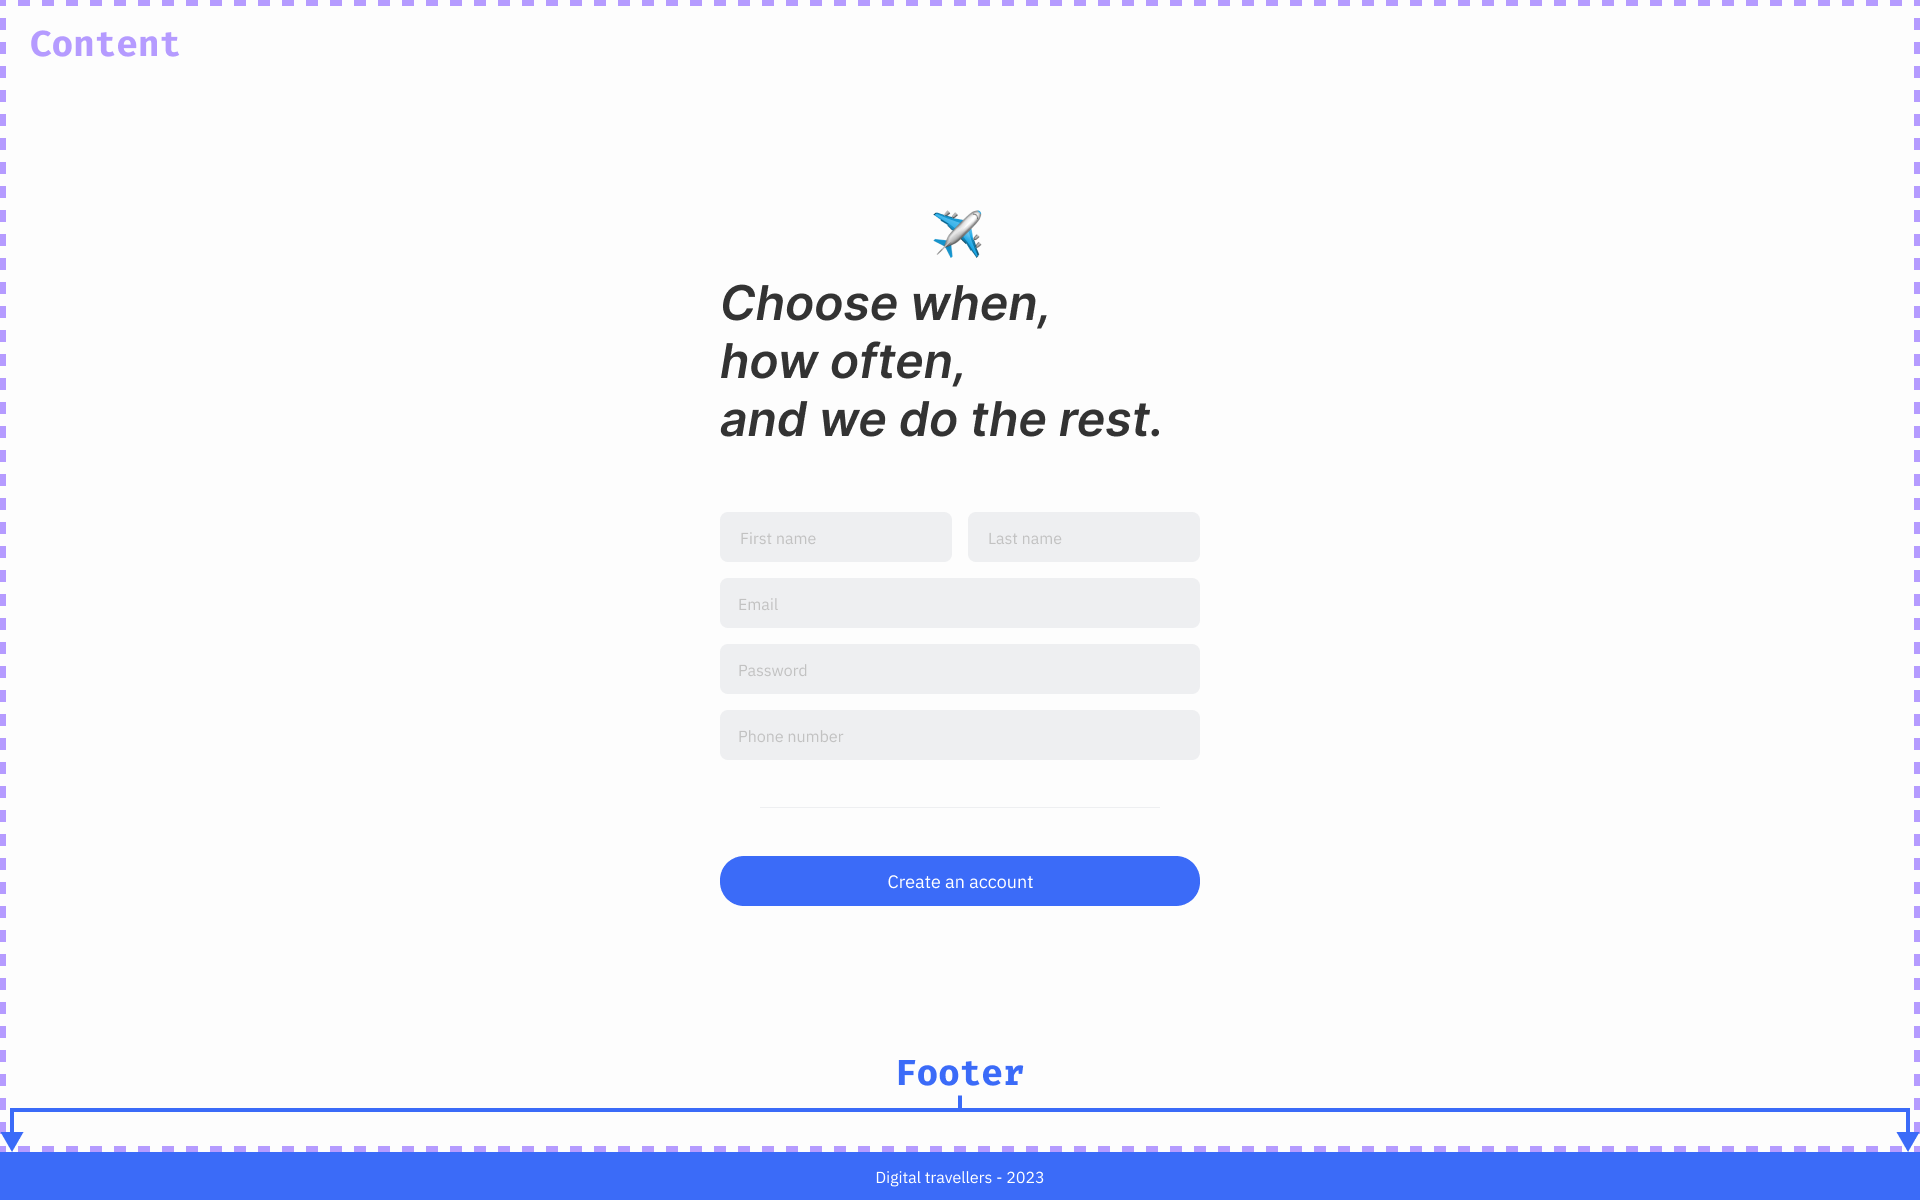 Content
Choose when,
how often,
and we do the rest.
First name
Last name
Email
Password
Phone number
Create an account
Footer
Digital travellers - 2023